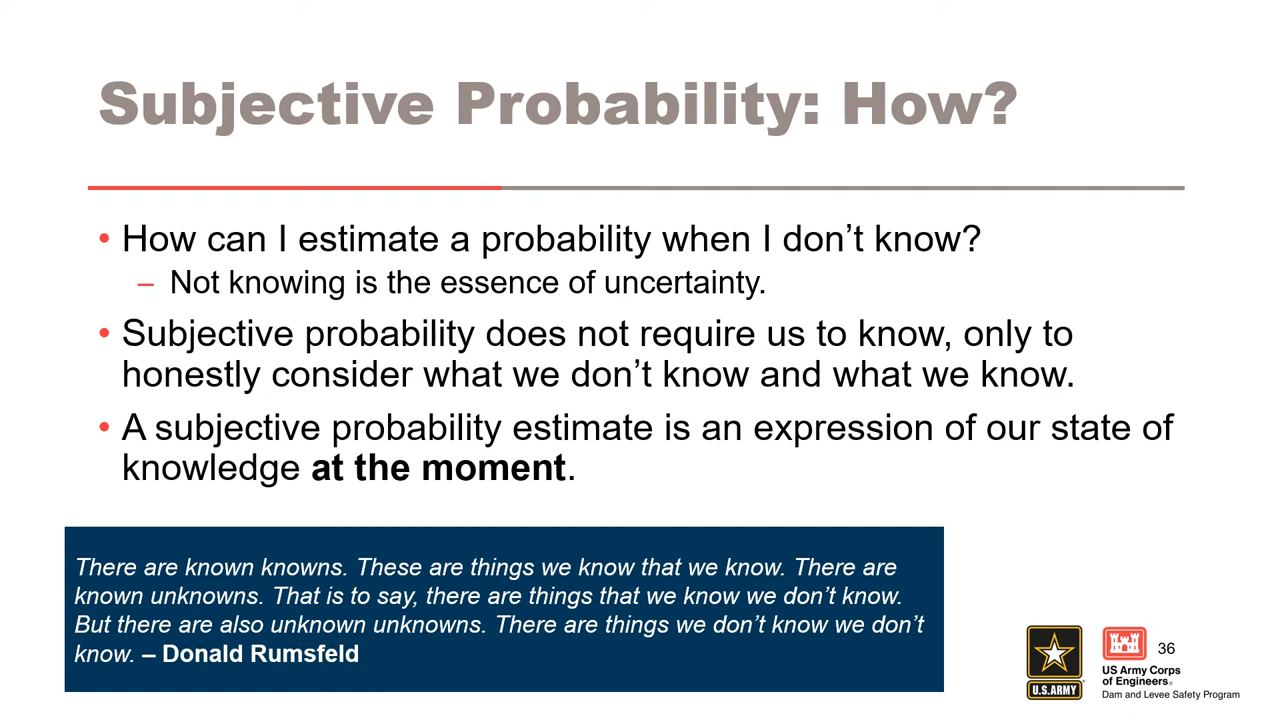 Subjective Probability: How?
• How can I estimate a probability when I don’t know?
– Not knowing is the essence of uncertainty.
• Subjective probability does not require us to know, only to
honestly consider what we don’t know and what we know.
• A subjective probability estimate is an expression of our state of
knowledge at the moment.
There are known knowns. These are things we know that we know. There are
known unknowns. That is to say, there are things that we know we don’t know.
But there are also unknown unknowns. There are things we don’t know we don’t
know. – Donald Rumsfeld
U.S.ARMY
36
US Army Corps
of Engineers®
Dam and Levee Safety Program